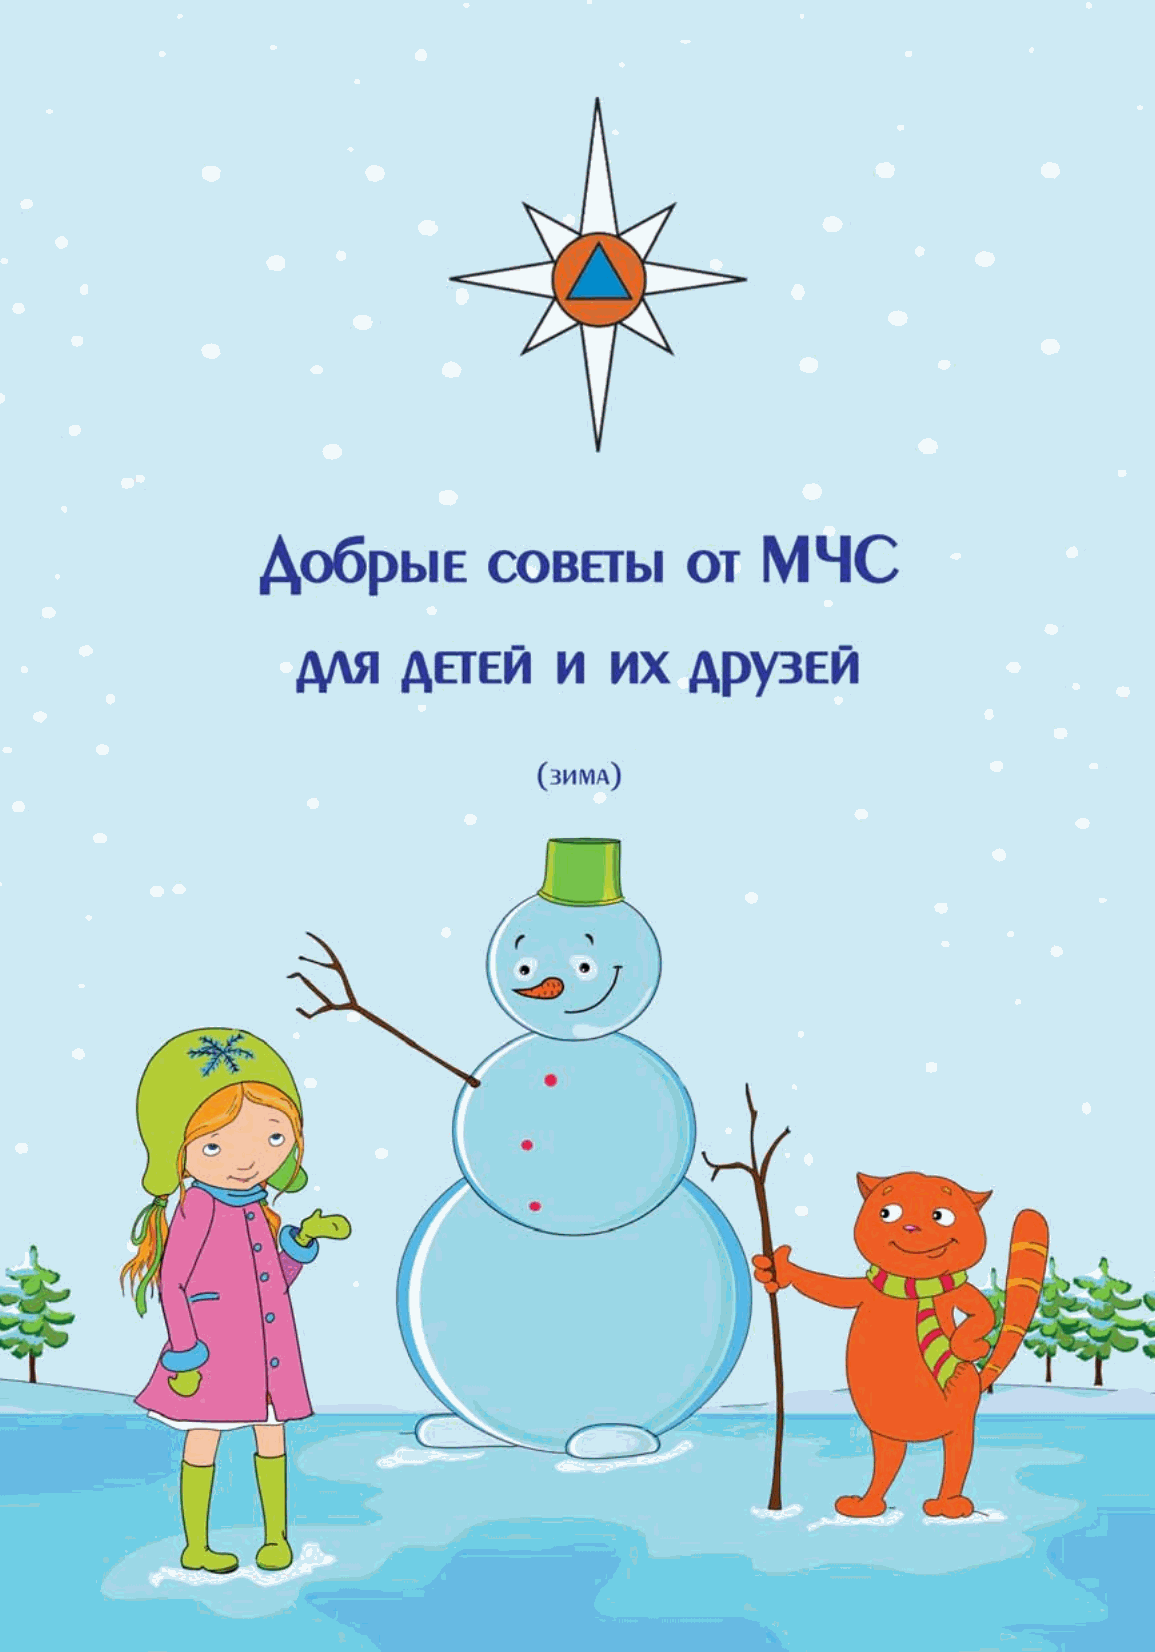 Добрые советы от МЧС
для детей и их друзей
(зима)